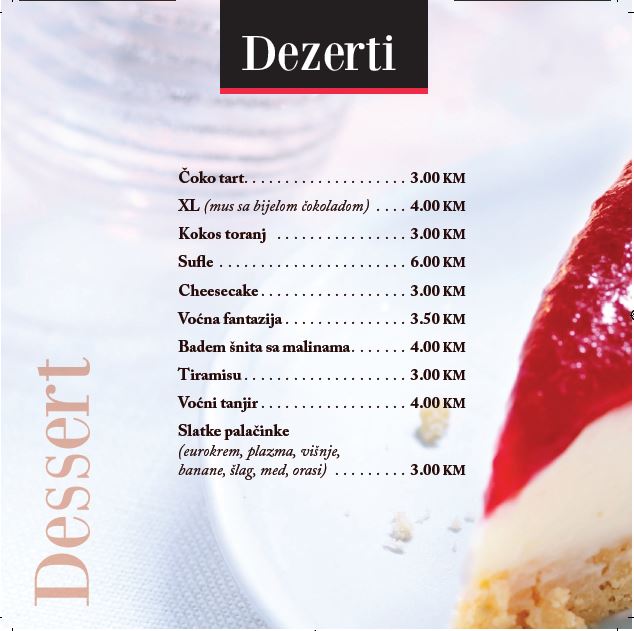 Dezerti
Čoko tart. . . . . . . . . . . . . . . . . . . . 3.00 KM
XL (mus sa bijelom čokoladom) . . . . 4.00 KM
Kokos toranj . . . . . . . . . . . . . . . . 3.00 KM
Sufle . . . . . . . . . . . . . . . . . . . . . . . 6.00 KM
Cheesecake . . . . . . . . . . . . . . . . . . 3.00 KM
Voćna fantazija . . . . . . . . . . . . . . . 3.50 KM
Badem šnita sa malinama. . . . . . . 4.00 KM
Tiramisu . . . . . . . . . . . . . . . . . . . . 3.00 KM
Voćni tanjir . . . . . . . . . . . . . . . . . . 4.00 KM
Slatke palačinke
(eurokrem, plazma, višnje,
banane, šlag, med, orasi) . . . . . . . . . 3.00 KM
Dessert